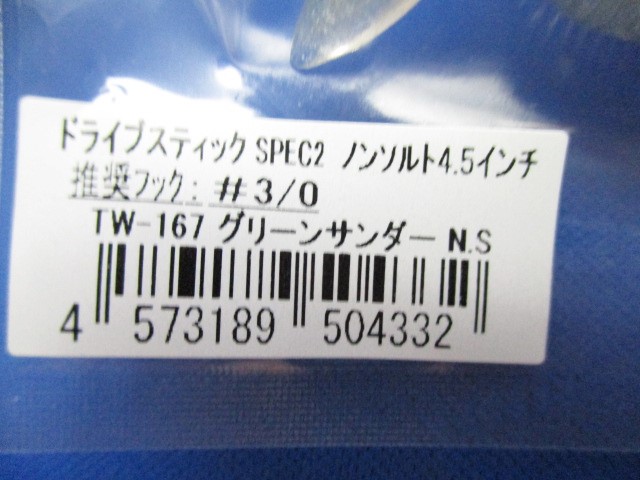 ドライブスティック SPEC2 ノンソルト4.5インチ
推奨フック: #3/0
TW-167 グリーンサンダー N.S
4 573189 504332